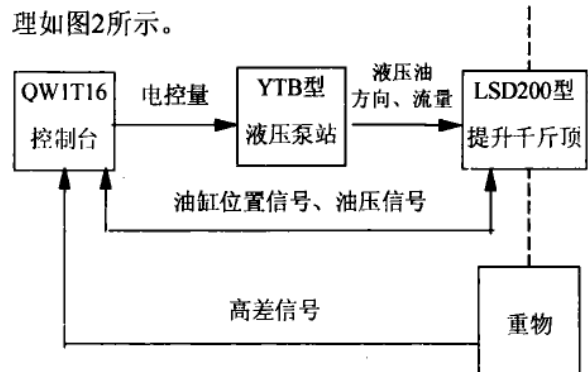 理如图2所示。
QW1T16
控制台
电控量
YTB型
液压泵站
液压油
方向、流量
LSD200型
提升千斤顶
油缸位置信号、油压信号
高差信号
重物